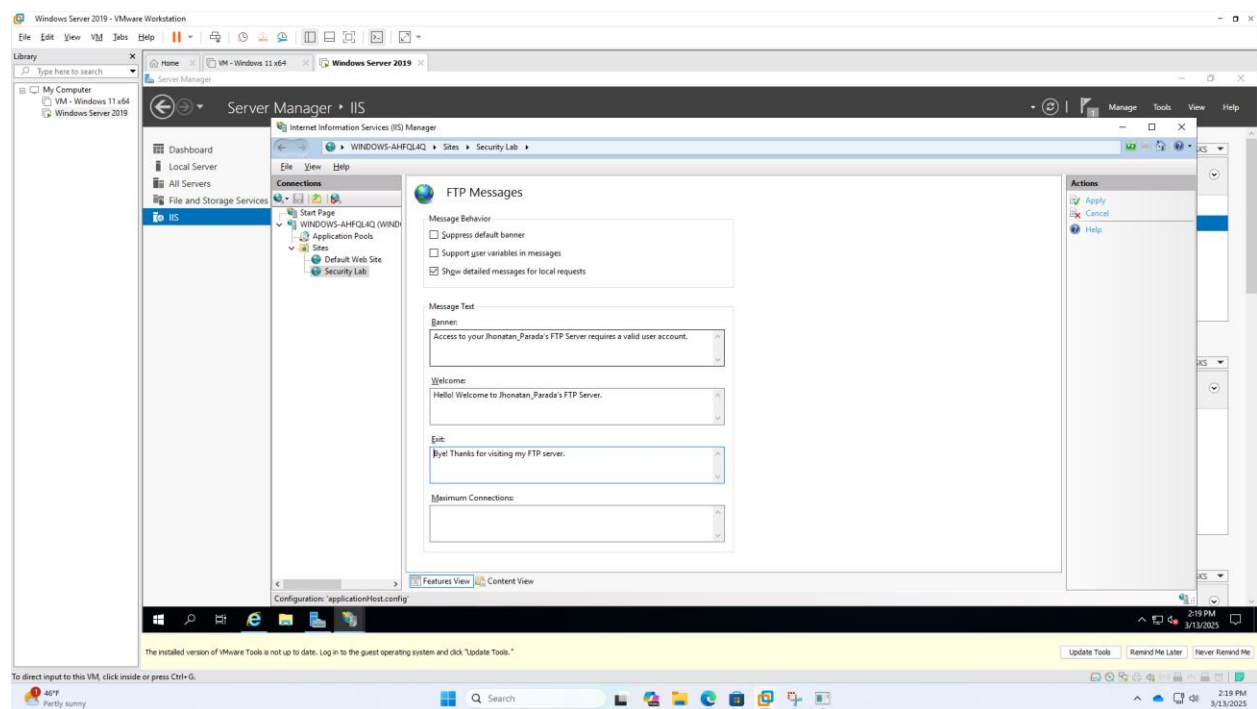 Windows Server 2019 - VMware Workstation
File Edit View VM Tabs Help
Library
Type here to search
My Computer
VM - Windows 11 x64
Windows Server 2019
Home VM - Windows 11 x64 Windows Server 2019
Server Manager
Server Manager IIS
Manage Tools View Help
Dashboard
Local Server
All Servers
File and Storage Services
IIS
Internet Information Services (IIS) Manager
WINDOWS-AHFQL4Q Sites Security Lab
File View Help
Connections
Start Page
WINDOWS-AHFQL4Q (WIND
Application Pools
Sites
Default Web Site
Security Lab
FTP Messages
Message Behavior
Suppress default banner
Support user variables in messages
Show detailed messages for local requests
Message Text
Banner:
Access to your Jhonatan_Parada's FTP Server requires a valid user account.
Welcome:
Hello! Welcome to Jhonatan_Parada's FTP Server.
Exit:
Bye! Thanks for visiting my FTP server.
Maximum Connections:
Features View Content View
Configuration: 'applicationHost.config'
Actions
Apply
Cancel
Help
2:19 PM
3/13/2025
The installed version of VMware Tools is not up to date. Log in to the guest operating system and click "Update Tools."
Update Tools Remind Me Later Never Remind Me
To direct input to this VM, click inside or press Ctrl+G.
46°F
Partly sunny
Search
2:19 PM
3/13/2025